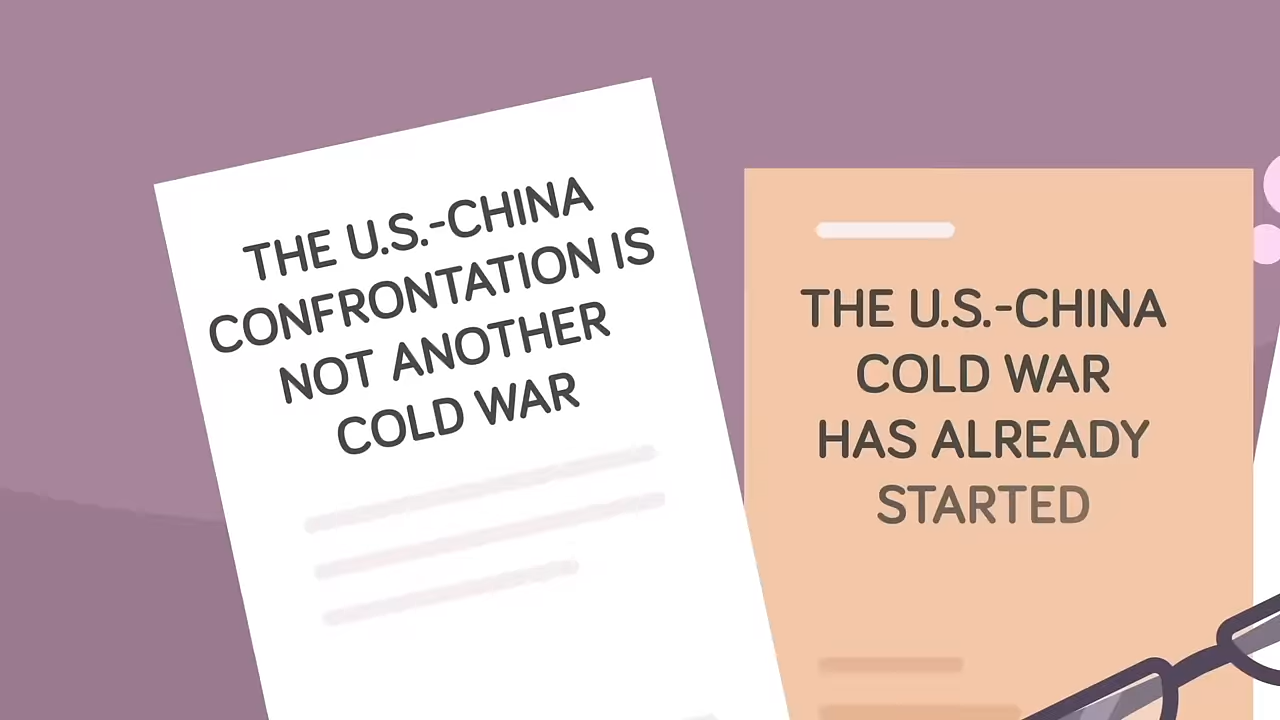 THE U.S.-CHINA
CONFRONTATION IS
NOT ANOTHER
COLD WAR
THE U.S.-CHINA
COLD WAR
HAS ALREADY
STARTED